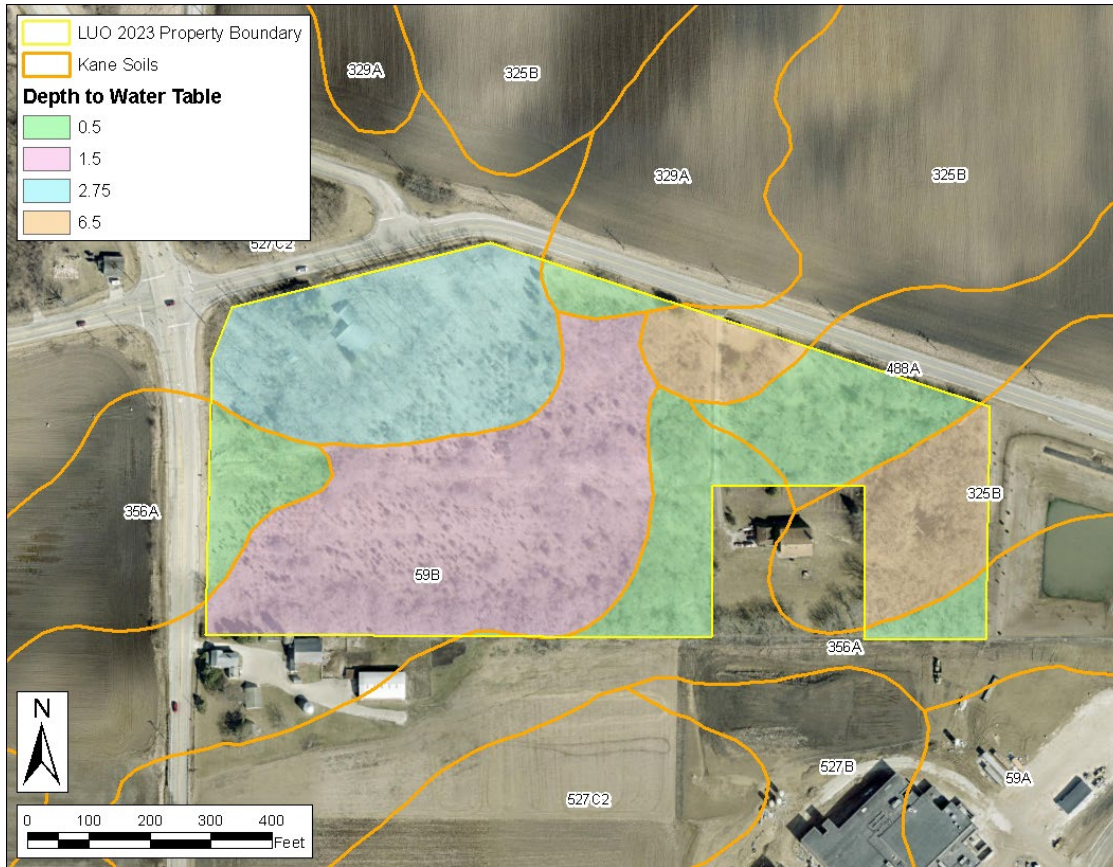 LUO 2023 Property Boundary
Kane Soils
Depth to Water Table
0.5
1.5
2.75
6.5
329A
325B
329A
325B
527C2
488A
325B
356A
59B
356A
527B
59A
527C2
N
0 100 200 300 400
Feet